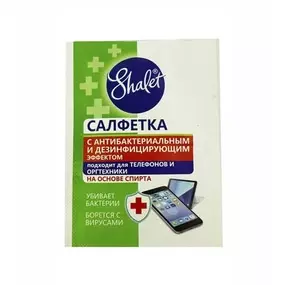 Shalet
САЛФЕТКА
С АНТИБАКТЕРИАЛЬНЫМ
И ДЕЗИНФИЦИРУЮЩИМ
ЭФФЕКТОМ
подходит для ТЕЛЕФОНОВ И
ОРГТЕХНИКИ
НА ОСНОВЕ СПИРТА
УБИВАЕТ
БАКТЕРИИ
БОРЕТСЯ С
ВИРУСАМИ